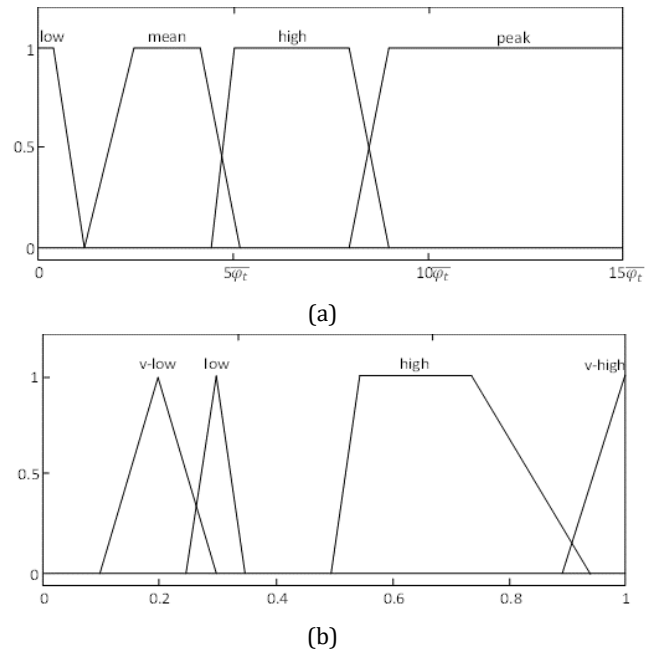 low mean high peak
1
0.5
0
0 5φ̅ₜ 10φ̅ₜ 15φ̅ₜ
(a)
v-low low high v-high
1
0.5
0
0 0.2 0.4 0.6 0.8 1
(b)